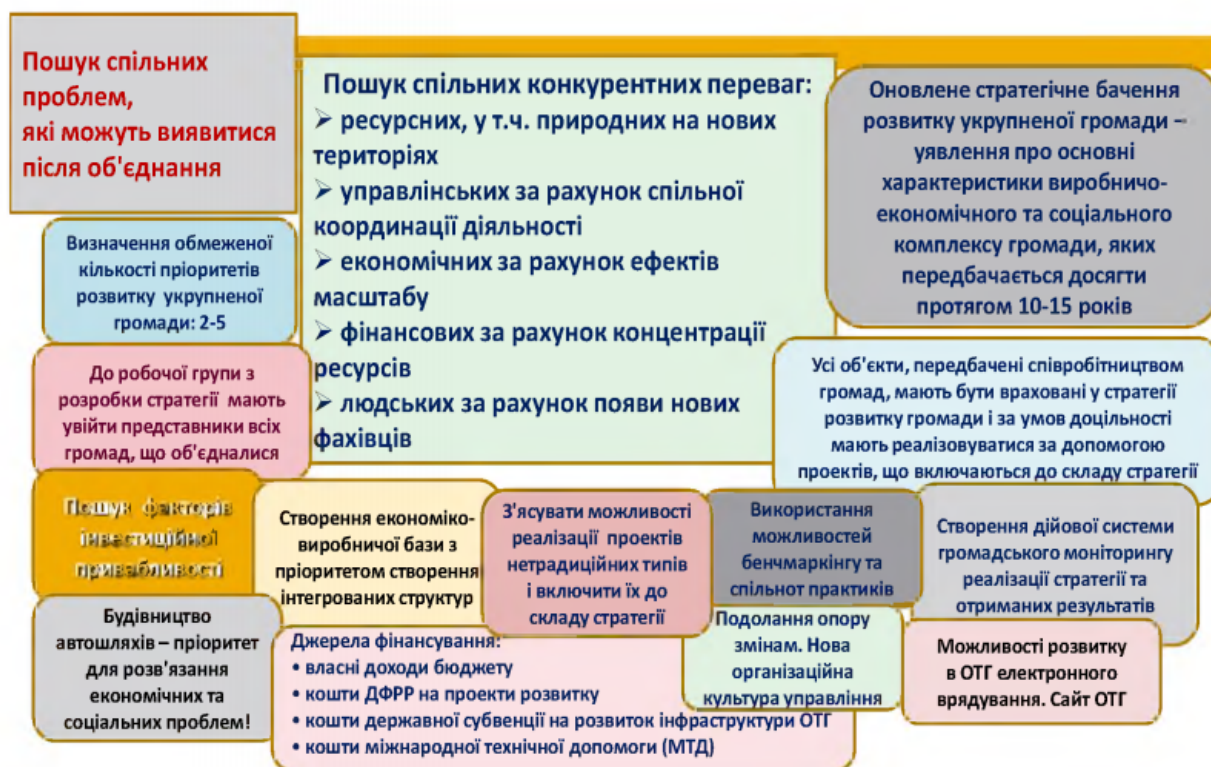 Пошук спільних
проблем,
які можуть виявитися
після об'єднання
Пошук спільних конкурентних переваг:
➢ ресурсних, у т.ч. природних на нових
територіях
➢ управлінських за рахунок спільної
координації діяльності
➢ економічних за рахунок ефектів
масштабу
➢ фінансових за рахунок концентрації
ресурсів
➢ людських за рахунок появи нових
фахівців
Оновлене стратегічне бачення
розвитку укрупненої громади –
уявлення про основні
характеристики виробничо-
економічного та соціального
комплексу громади, яких
передбачається досягти
протягом 10-15 років
Визначення обмеженої
кількості пріоритетів
розвитку укрупненої
громади: 2-5
До робочої групи з
розробки стратегії мають
увійти представники всіх
громад, що об'єдналися
Усі об'єкти, передбачені співробітництвом
громад, мають бути враховані у стратегії
розвитку громади і за умов доцільності
мають реалізовуватися за допомогою
проектів, що включаються до складу стратегії
Пошук факторів
інвестиційної
привабливості
Створення економіко-
виробничої бази з
пріоритетом створення
інтегрованих структур
З'ясувати можливості
реалізації проектів
нетрадиційних типів
і включити їх до
складу стратегії
Використання
можливостей
бенчмаркінгу та
спільнот практиків
Створення дійової системи
громадського моніторингу
реалізації стратегії та
отриманих результатів
Будівництво
автошляхів – пріоритет
для розв'язання
економічних та
соціальних проблем!
Джерела фінансування:
• власні доходи бюджету
• кошти ДФРР на проекти розвитку
• кошти державної субвенції на розвиток інфраструктури ОТГ
• кошти міжнародної технічної допомоги (МТД)
Подолання опору
змінам. Нова
організаційна
культура управління
Можливості розвитку
в ОТГ електронного
врядування. Сайт ОТГ